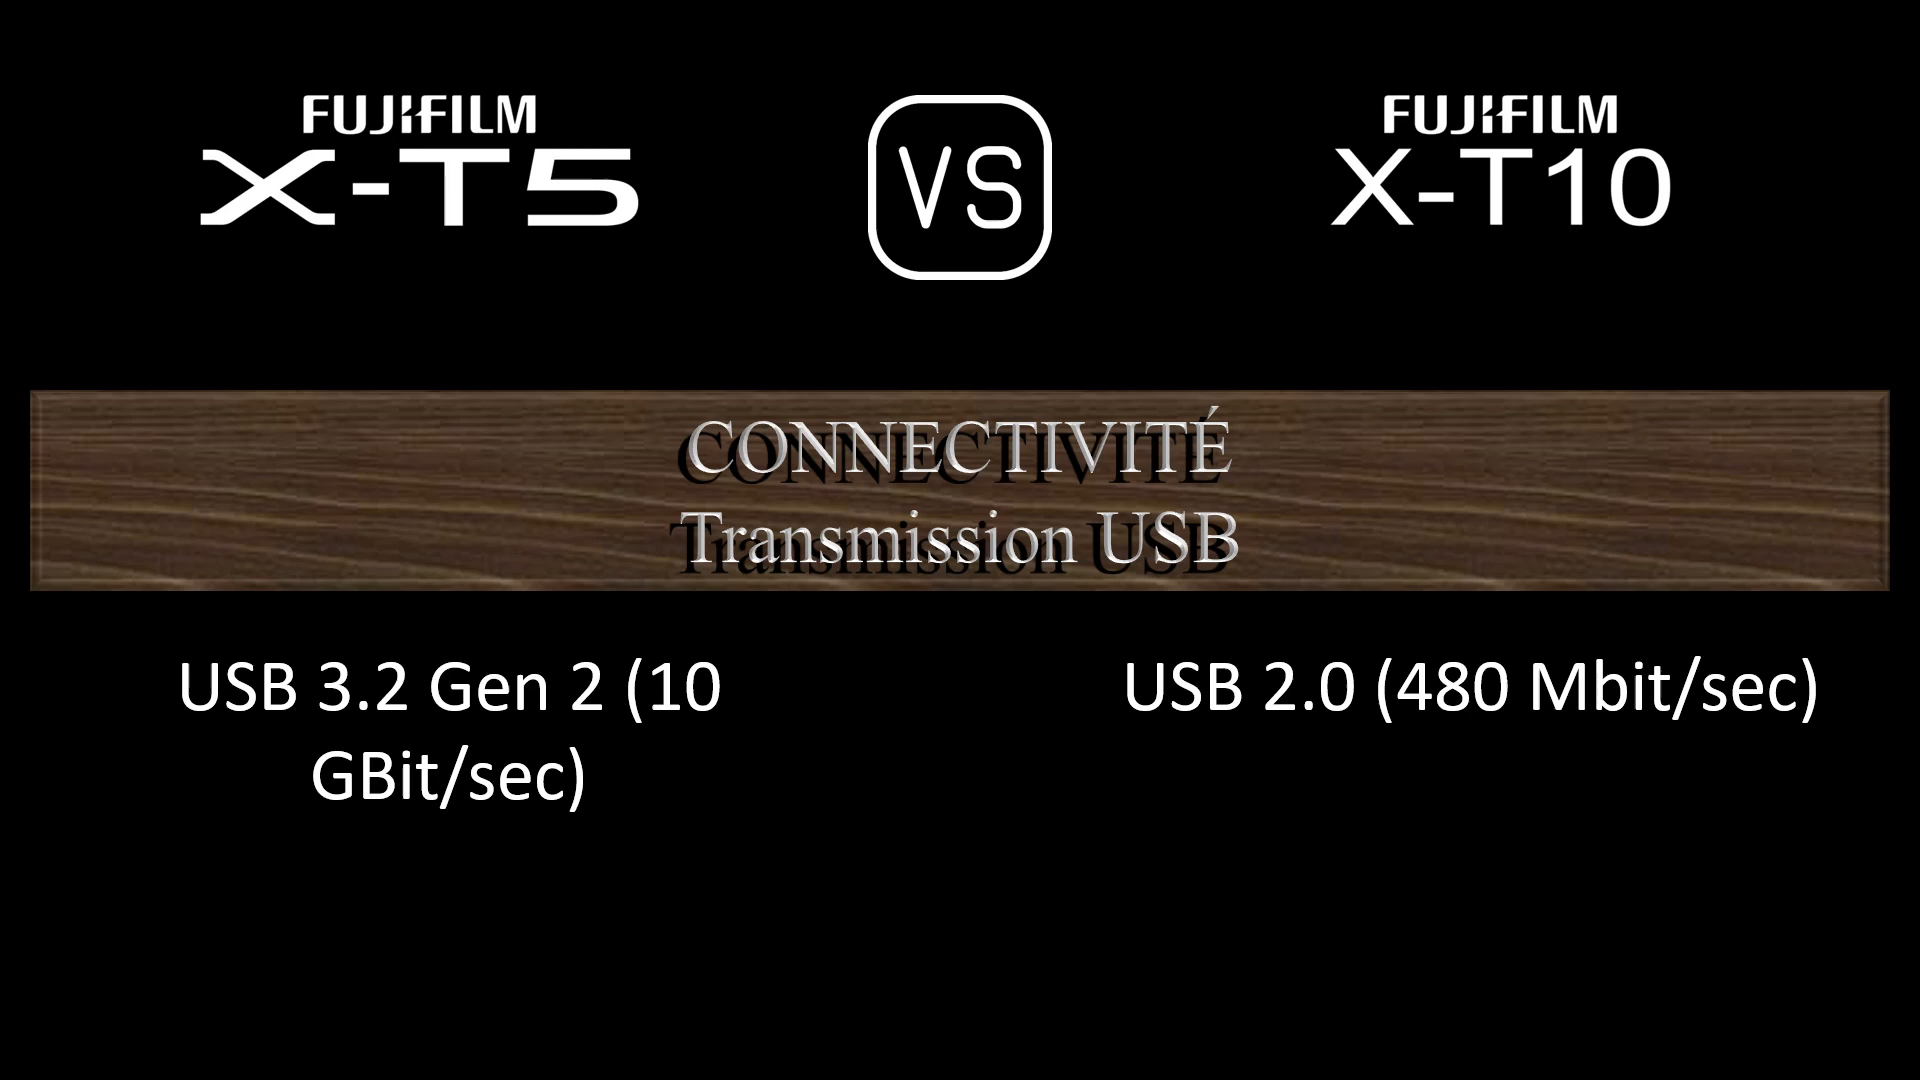 FUJIFILM
X-T5
VS
FUJIFILM
X-T10
CONNECTIVITÉ
Transmission USB
USB 3.2 Gen 2 (10
GBit/sec)
USB 2.0 (480 Mbit/sec)